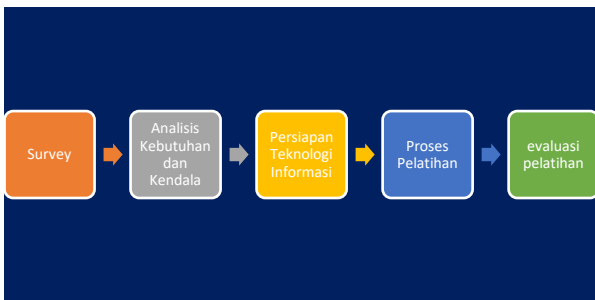 Survey
Analisis
Kebutuhan
dan
Kendala
Persiapan
Teknologi
Informasi
Proses
Pelatihan
evaluasi
pelatihan